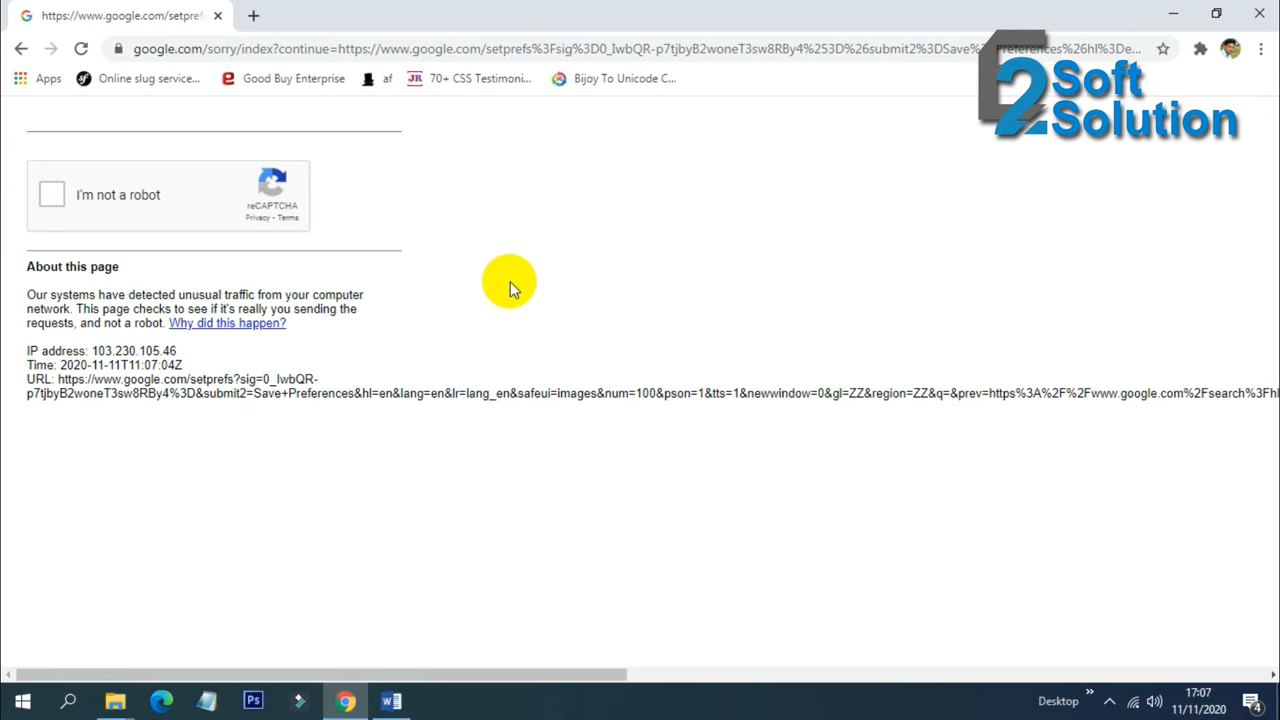 https://www.google.com/setpref
google.com/sorry/index?continue=https://www.google.com/setprefs%3Fsig%3D0_IwbQR-p7tjbyB2woneT3sw8RBy4%253D%26submit2%3DSave
references%26hl%3De...
Apps
Online slug service...
Good Buy Enterprise
af
JR
70+ CSS Testimoni...
Bijoy To Unicode C...
Soft
2
Solution
I'm not a robot
reCAPTCHA
Privacy - Terms
About this page
Our systems have detected unusual traffic from your computer
network. This page checks to see if it's really you sending the
requests, and not a robot. Why did this happen?
IP address: 103.230.105.46
Time: 2020-11-11T11:07:04Z
URL: https://www.google.com/setprefs?sig=0_IwbQR-
p7tjbyB2woneT3sw8RBy4%3D&submit2=Save+Preferences&hl=en&lang=en&lr=lang_en&safeui=images&num=100&pson=1&tts=1&newwindow=0&gl=ZZ&region=ZZ&q=&prev=https%3A%2F%2Fwww.google.com%2Fsearch%3Fhl
Ps
Desktop
17:07
11/11/2020
4